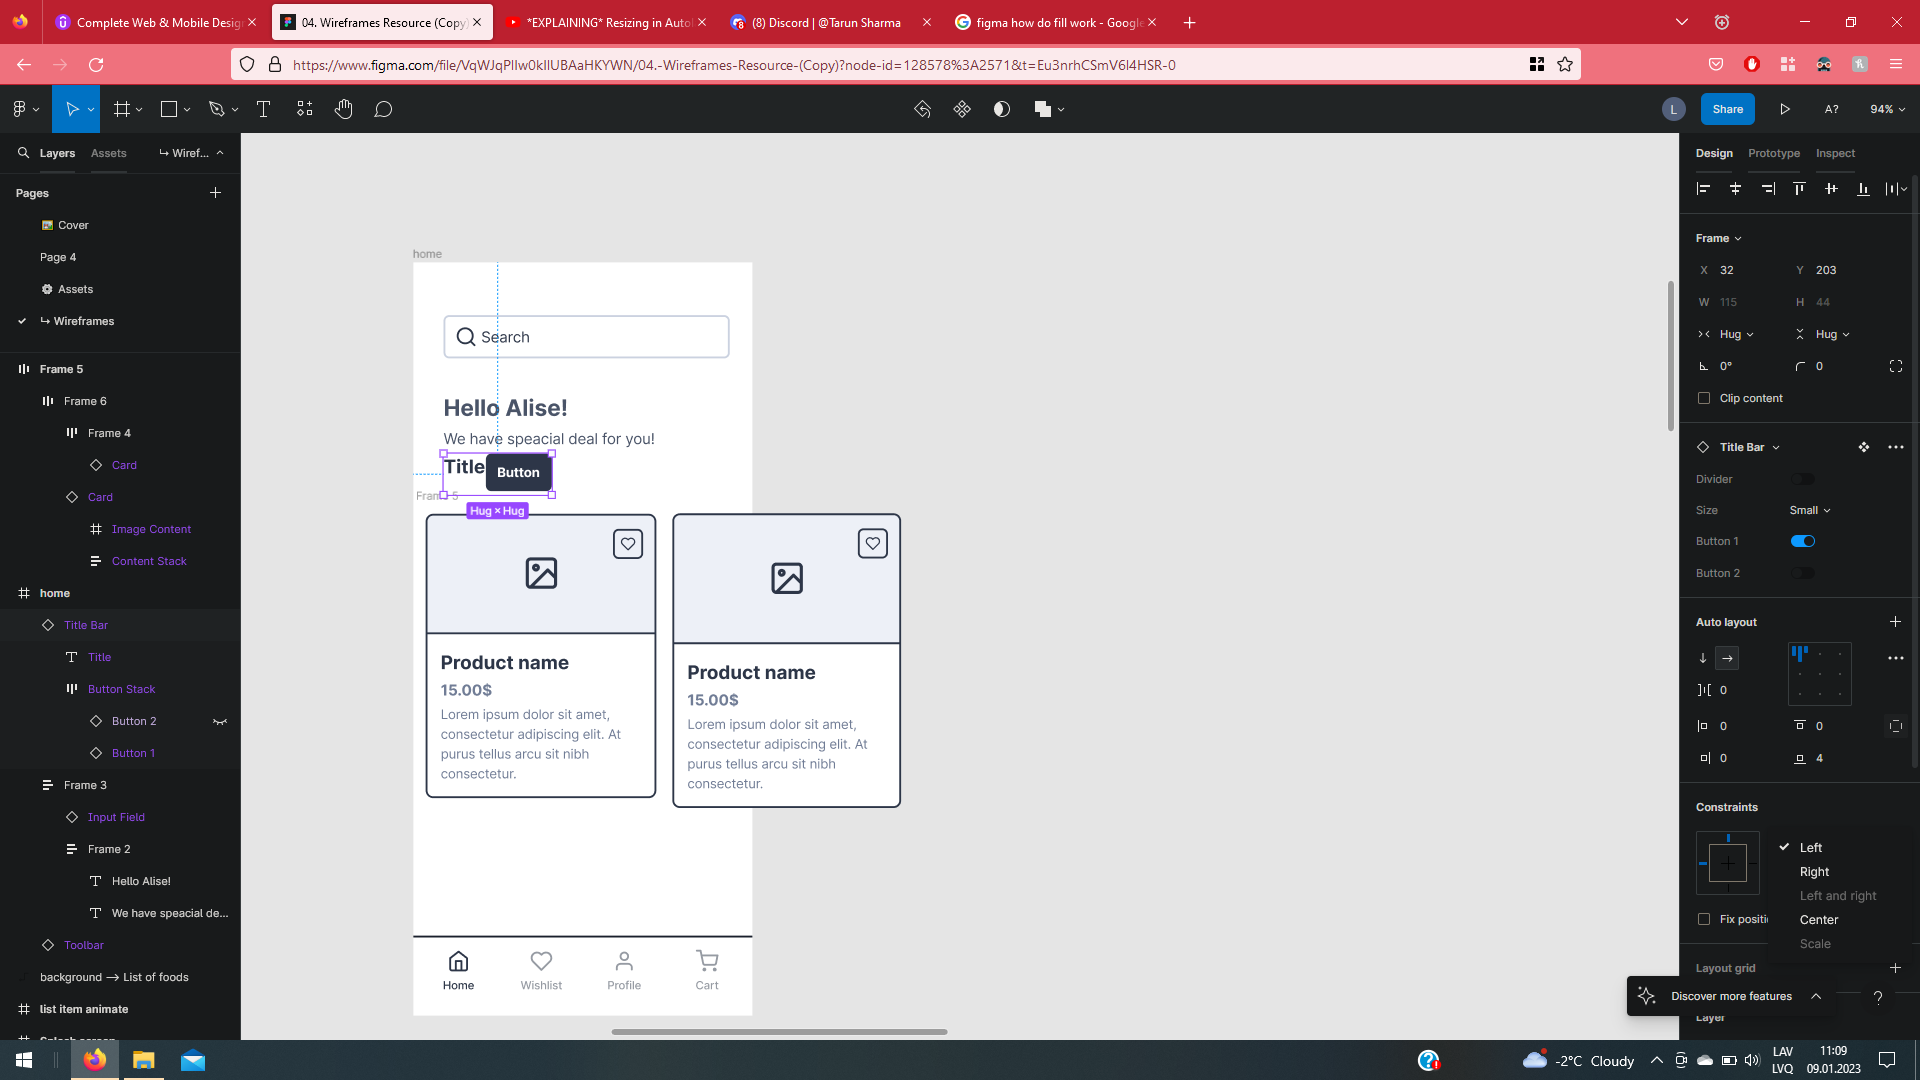 Complete Web & Mobile Desig
04. Wireframes Resource (Copy)
*EXPLAINING* Resizing in Auto
(8) Discord | @Tarun Sharma
figma how do fill work - Google
https://www.figma.com/file/VqWJqPlIw0kIlUBAaHKYWN/04.-Wireframes-Resource-(Copy)?node-id=128578%3A2571&t=Eu3nrhCSmV6l4HSR-0
L
Share
A?
94%
Layers
Assets
↳ Wiref...
Pages
Cover
Page 4
Assets
↳ Wireframes
Frame 5
Frame 6
Frame 4
Card
Card
Image Content
Content Stack
home
Title Bar
Title
Button Stack
Button 2
Button 1
Frame 3
Input Field
Frame 2
Hello Alise!
We have speacial de...
Toolbar
background --> List of foods
list item animate
home
Search
Hello Alise!
We have speacial deal for you!
Title
Button
Frame 5
Hug × Hug
Product name
15.00$
Lorem ipsum dolor sit amet,
consectetur adipiscing elit. At
purus tellus arcu sit nibh
consectetur.
Product name
15.00$
Lorem ipsum dolor sit amet,
consectetur adipiscing elit. At
purus tellus arcu sit nibh
consectetur.
Home
Wishlist
Profile
Cart
Design
Prototype
Inspect
Frame
X 32
Y 203
W 115
H 44
Hug
Hug
0°
0
Clip content
Title Bar
Divider
Size
Small
Button 1
Button 2
Auto layout
0
0
0
0
4
Constraints
Left
Right
Left and right
Center
Scale
Fix positi
Layout grid
Discover more features
?
Layer
-2°C Cloudy
LAV
LVQ
11:09
09.01.2023